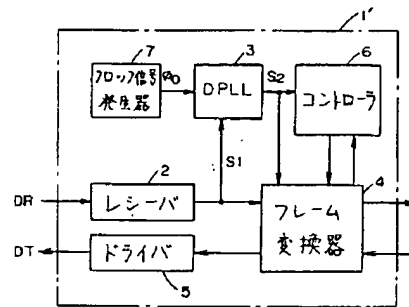 1'
7
3
6
クロック信号
発生器
φ0
DPLL
S2
コントローラ
S1
2
4
DR
レシーバ
フレーム
変換器
DT
ドライバ
5